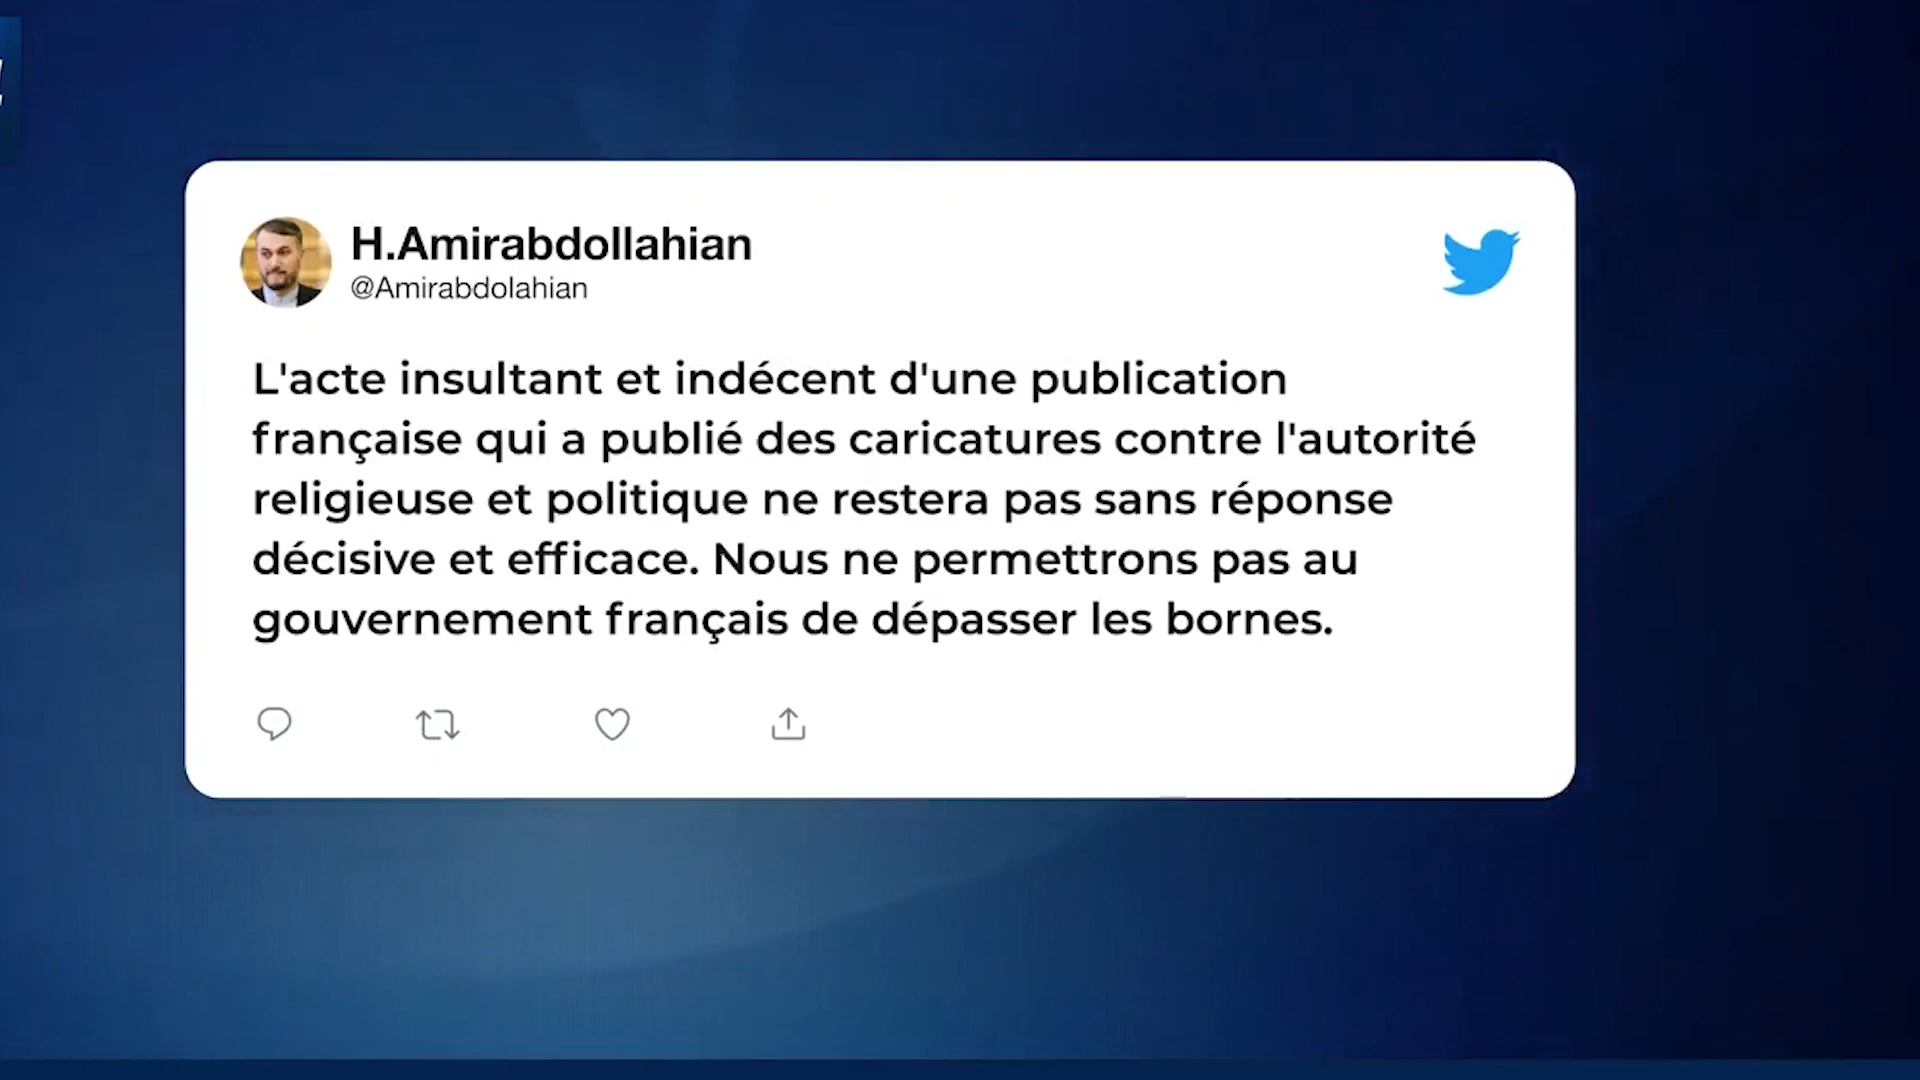 H.Amirabdollahian
@Amirabdolahian
L'acte insultant et indécent d'une publication
française qui a publié des caricatures contre l'autorité
religieuse et politique ne restera pas sans réponse
décisive et efficace. Nous ne permettrons pas au
gouvernement français de dépasser les bornes.